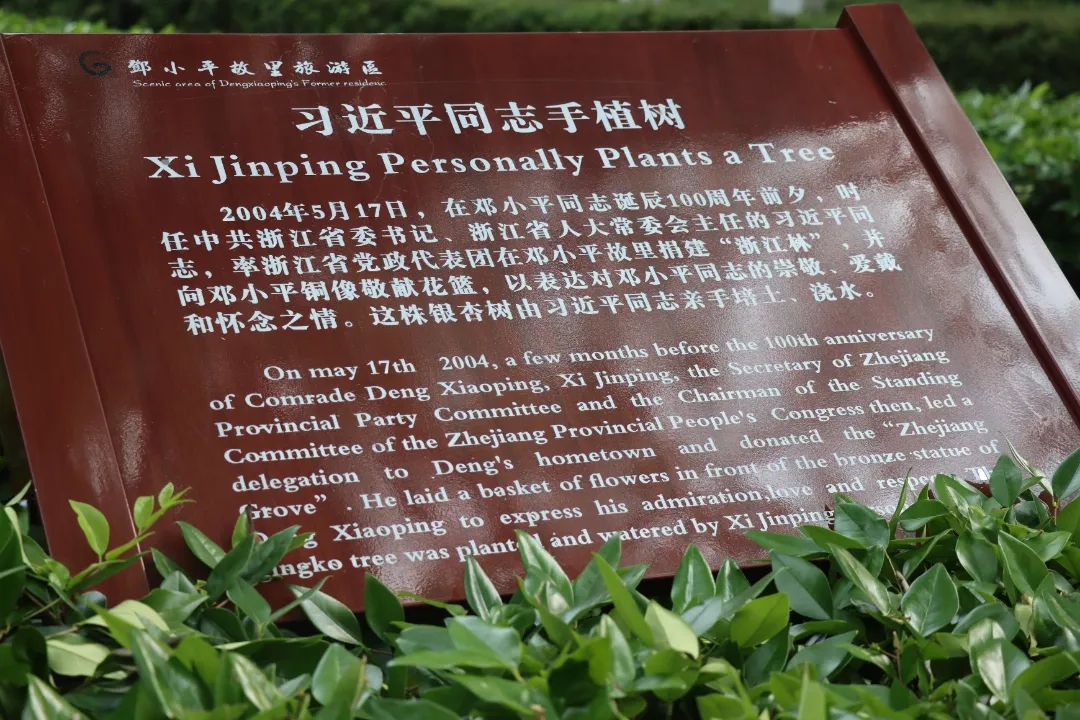 鄧小平故里旅游區
Scenic area of Dengxiaoping's Former residenc
习近平同志手植树
Xi Jinping Personally Plants a Tree
2004年5月17日，在邓小平同志诞辰100周年前夕，时
任中共浙江省委书记、浙江省人大常委会主任的习近平同
志，率浙江省党政代表团在邓小平故里捐建“浙江林”，并
向邓小平铜像敬献花篮，以表达对邓小平同志的崇敬、爱戴
和怀念之情。这株银杏树由习近平同志亲手培土、浇水。
On may 17th 2004, a few months before the 100th anniversary
of Comrade Deng Xiaoping, Xi Jinping, the Secretary of Zhejiang
Provincial Party Committee and the Chairman of the Standing
Committee of the Zhejiang Provincial People's Congress then, led a
delegation to Deng's hometown and donated the “Zhejiang
Grove” . He laid a basket of flowers in front of the bronze statue of
Xiaoping to express his admiration,love and
tree was planted and watered by Xi Jinping